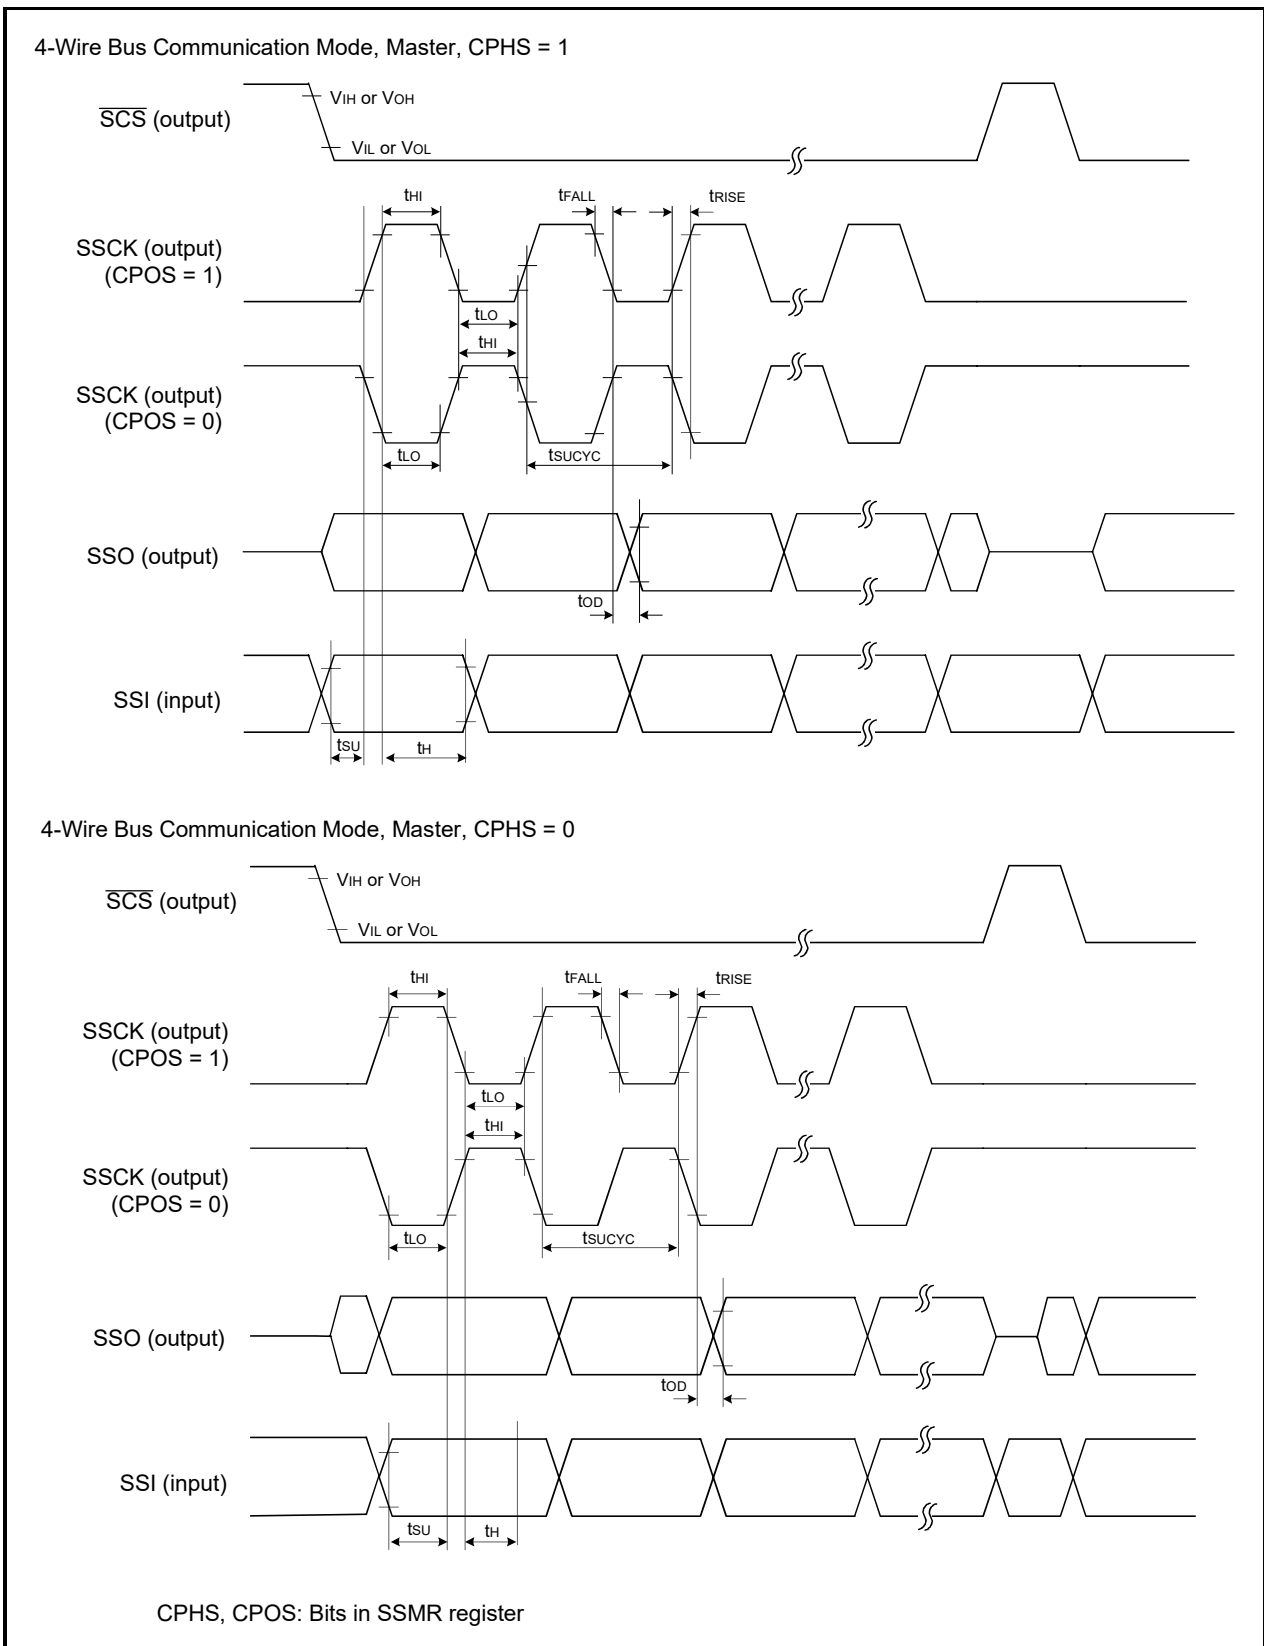 4-Wire Bus Communication Mode, Master, CPHS = 1
VIH or VOH
SCS (output)
VIL or VOL
tHI
tFALL
tRISE
SSCK (output)
(CPOS = 1)
tLO
tHI
SSCK (output)
(CPOS = 0)
tLO
tSUCYC
SSO (output)
tOD
SSI (input)
tSU
tH
4-Wire Bus Communication Mode, Master, CPHS = 0
VIH or VOH
SCS (output)
VIL or VOL
tHI
tFALL
tRISE
SSCK (output)
(CPOS = 1)
tLO
tHI
SSCK (output)
(CPOS = 0)
tLO
tSUCYC
SSO (output)
tOD
SSI (input)
tSU
tH
CPHS, CPOS: Bits in SSMR register